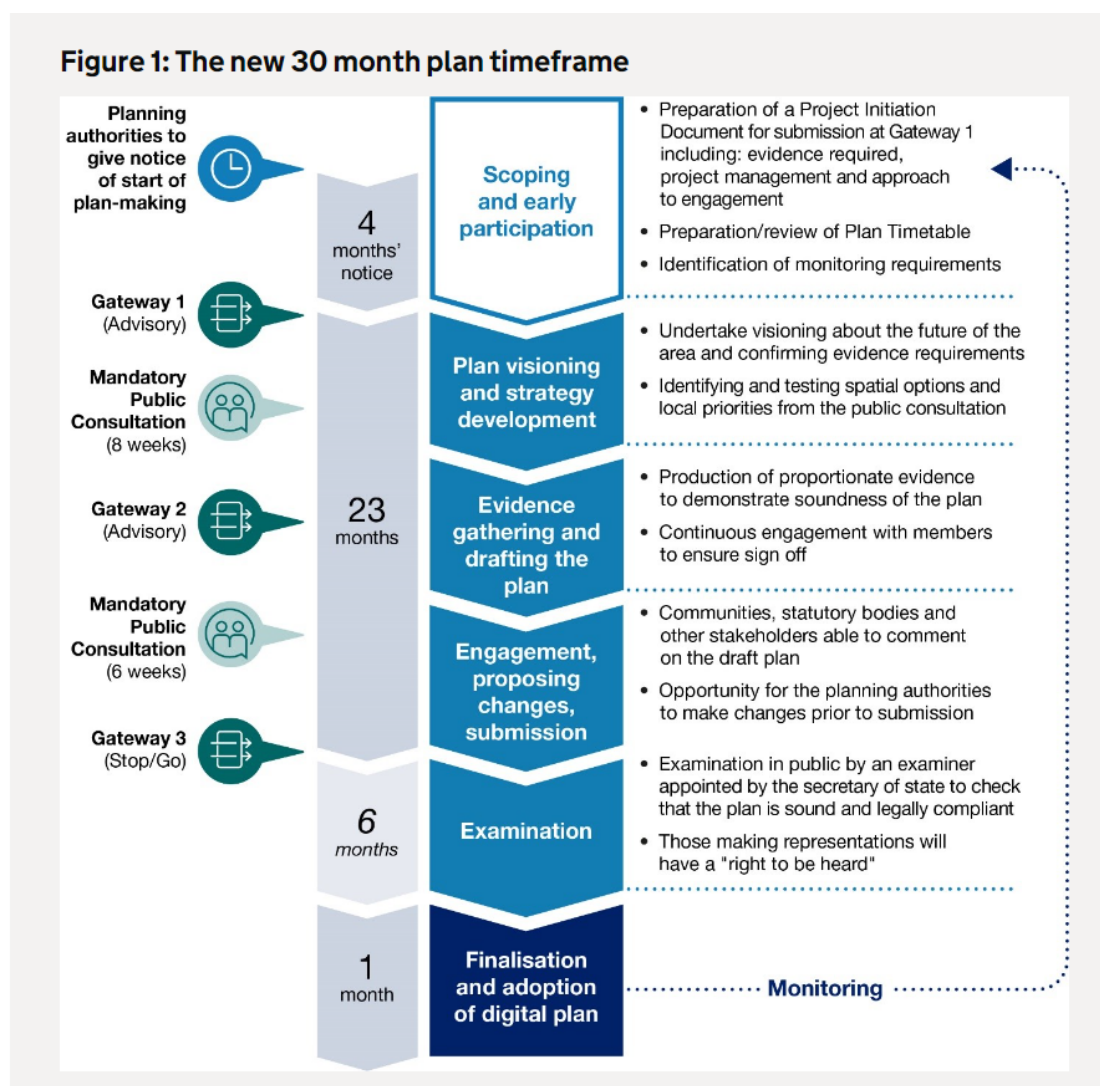 Figure 1: The new 30 month plan timeframe
Planning
authorities to
give notice
of start of
plan-making
4
months’
notice
Scoping
and early
participation
• Preparation of a Project Initiation
Document for submission at Gateway 1
including: evidence required,
project management and approach
to engagement
• Preparation/review of Plan Timetable
• Identification of monitoring requirements
Gateway 1
(Advisory)
Mandatory
Public
Consultation
(8 weeks)
Plan visioning
and strategy
development
• Undertake visioning about the future of the
area and confirming evidence requirements
• Identifying and testing spatial options and
local priorities from the public consultation
Gateway 2
(Advisory)
23
months
Evidence
gathering and
drafting the
plan
• Production of proportionate evidence
to demonstrate soundness of the plan
• Continuous engagement with members
to ensure sign off
Mandatory
Public
Consultation
(6 weeks)
Engagement,
proposing
changes,
submission
• Communities, statutory bodies and
other stakeholders able to comment
on the draft plan
• Opportunity for the planning authorities
to make changes prior to submission
Gateway 3
(Stop/Go)
6
months
Examination
• Examination in public by an examiner
appointed by the secretary of state to check
that the plan is sound and legally compliant
• Those making representations will
have a "right to be heard"
1
month
Finalisation
and adoption
of digital plan
Monitoring